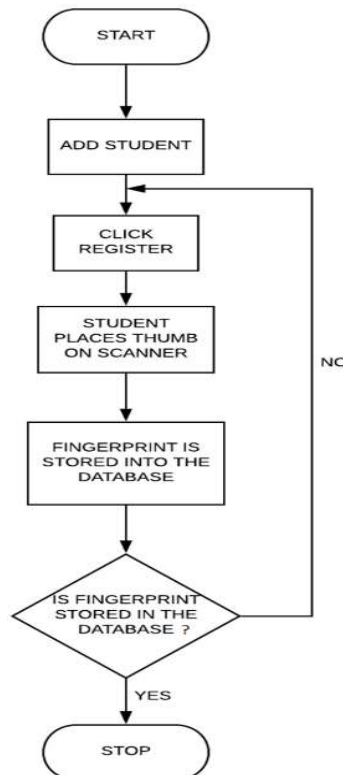 START
ADD STUDENT
CLICK
REGISTER
STUDENT
PLACES THUMB
ON SCANNER
NO
FINGERPRINT IS
STORED INTO THE
DATABASE
IS FINGERPRINT
STORED IN THE
DATABASE ?
YES
STOP